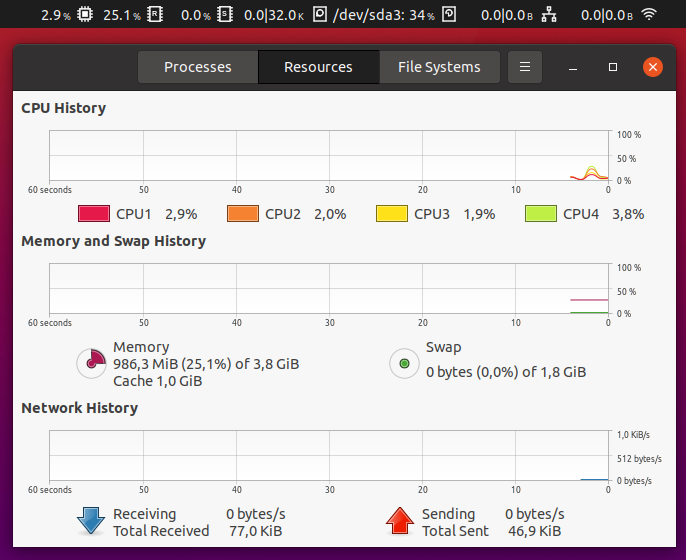 2.9 % R 25.1 % S 0.0 % 0.0|32.0 K /dev/sda3: 34 % 0.0|0.0 B 0.0|0.0 B
Processes Resources File Systems
CPU History
100 %
50 %
0 %
60 seconds 50 40 30 20 10 0
CPU1 2,9% CPU2 2,0% CPU3 1,9% CPU4 3,8%
Memory and Swap History
100 %
50 %
0 %
60 seconds 50 40 30 20 10 0
Memory
986,3 MiB (25,1%) of 3,8 GiB
Cache 1,0 GiB
Swap
0 bytes (0,0%) of 1,8 GiB
Network History
1,0 KiB/s
512 bytes/s
0 bytes/s
60 seconds 50 40 30 20 10 0
Receiving 0 bytes/s
Total Received 77,0 KiB
Sending 0 bytes/s
Total Sent 46,9 KiB